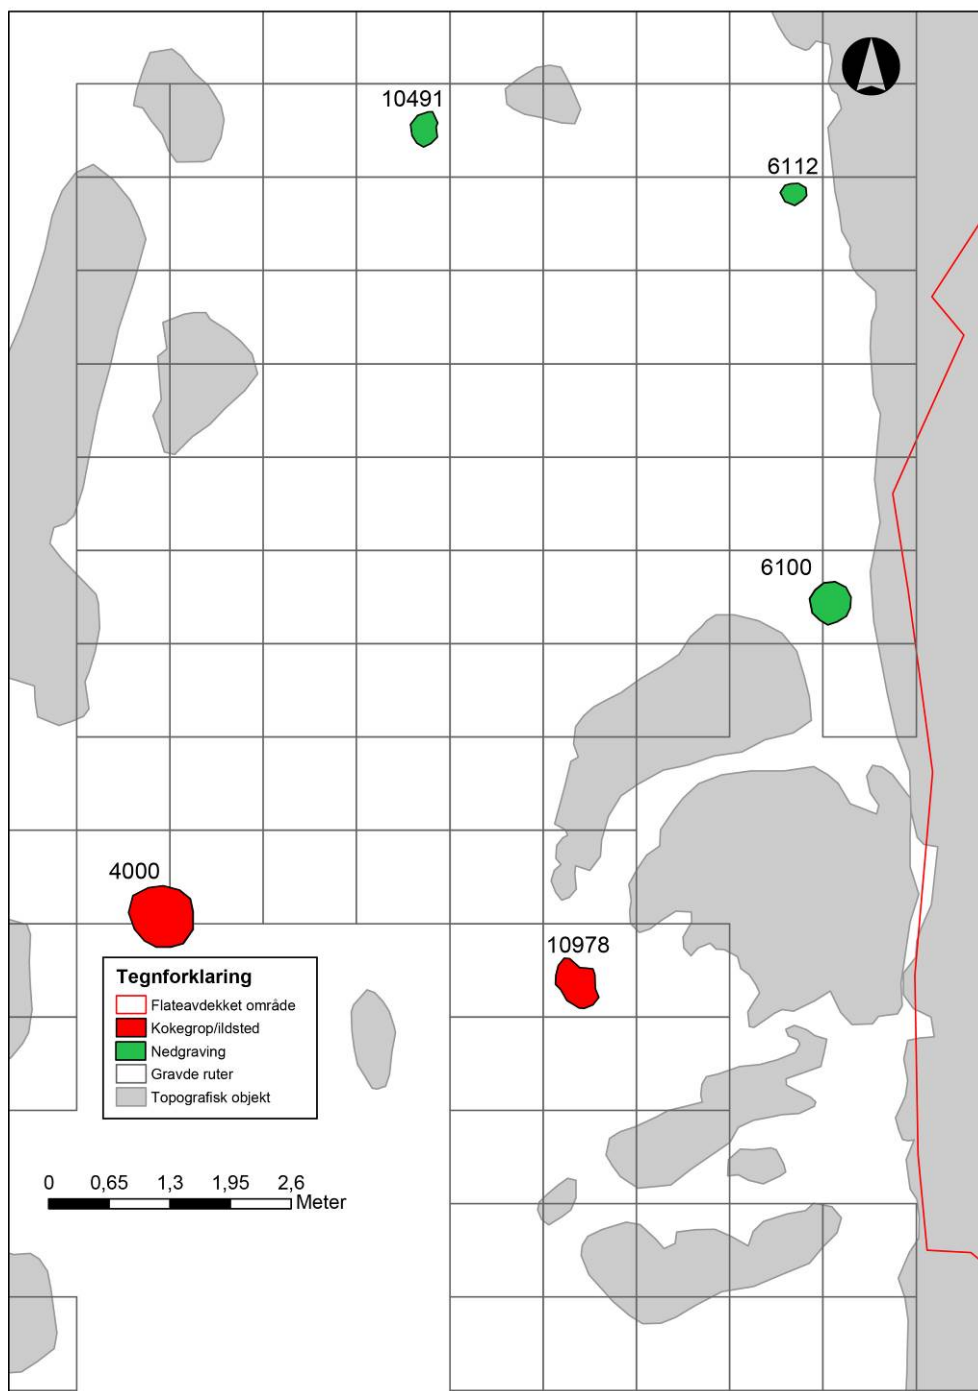 10491
6112
6100
4000
10978
Tegnforklaring
Flateavdekket område
Kokegrop/ildsted
Nedgraving
Gravde ruter
Topografisk objekt
0 0,65 1,3 1,95 2,6
Meter